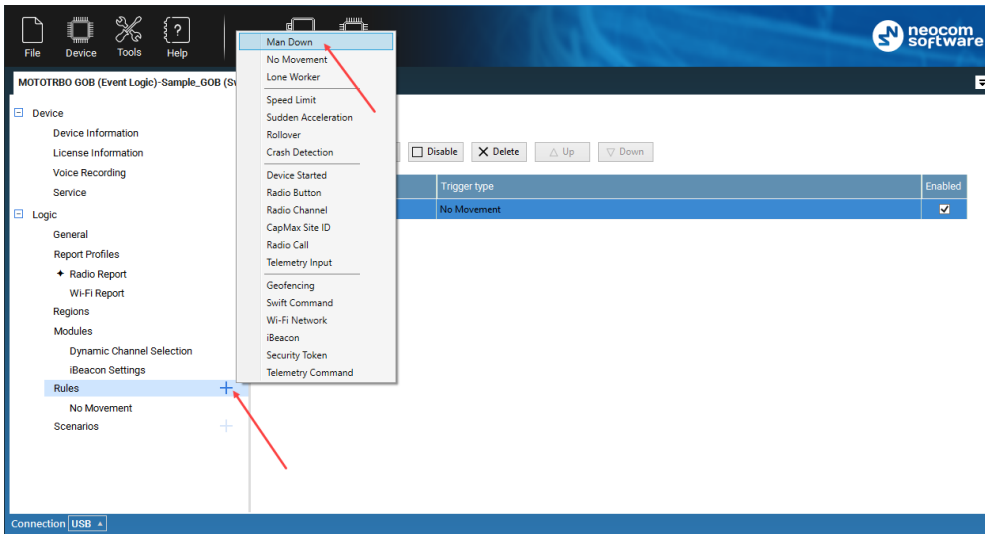 File
Device
Tools
Help
neocom
software
MOTOTRBO GOB (Event Logic)-Sample_GOB
Device
Device Information
License Information
Voice Recording
Service
Logic
General
Report Profiles
Radio Report
Wi-Fi Report
Regions
Modules
Dynamic Channel Selection
iBeacon Settings
Rules
No Movement
Scenarios
Man Down
No Movement
Lone Worker
Speed Limit
Sudden Acceleration
Rollover
Crash Detection
Device Started
Radio Button
Radio Channel
CapMax Site ID
Radio Call
Telemetry Input
Geofencing
Swift Command
Wi-Fi Network
iBeacon
Security Token
Telemetry Command
Disable
Delete
Up
Down
Trigger type
Enabled
No Movement
Connection USB